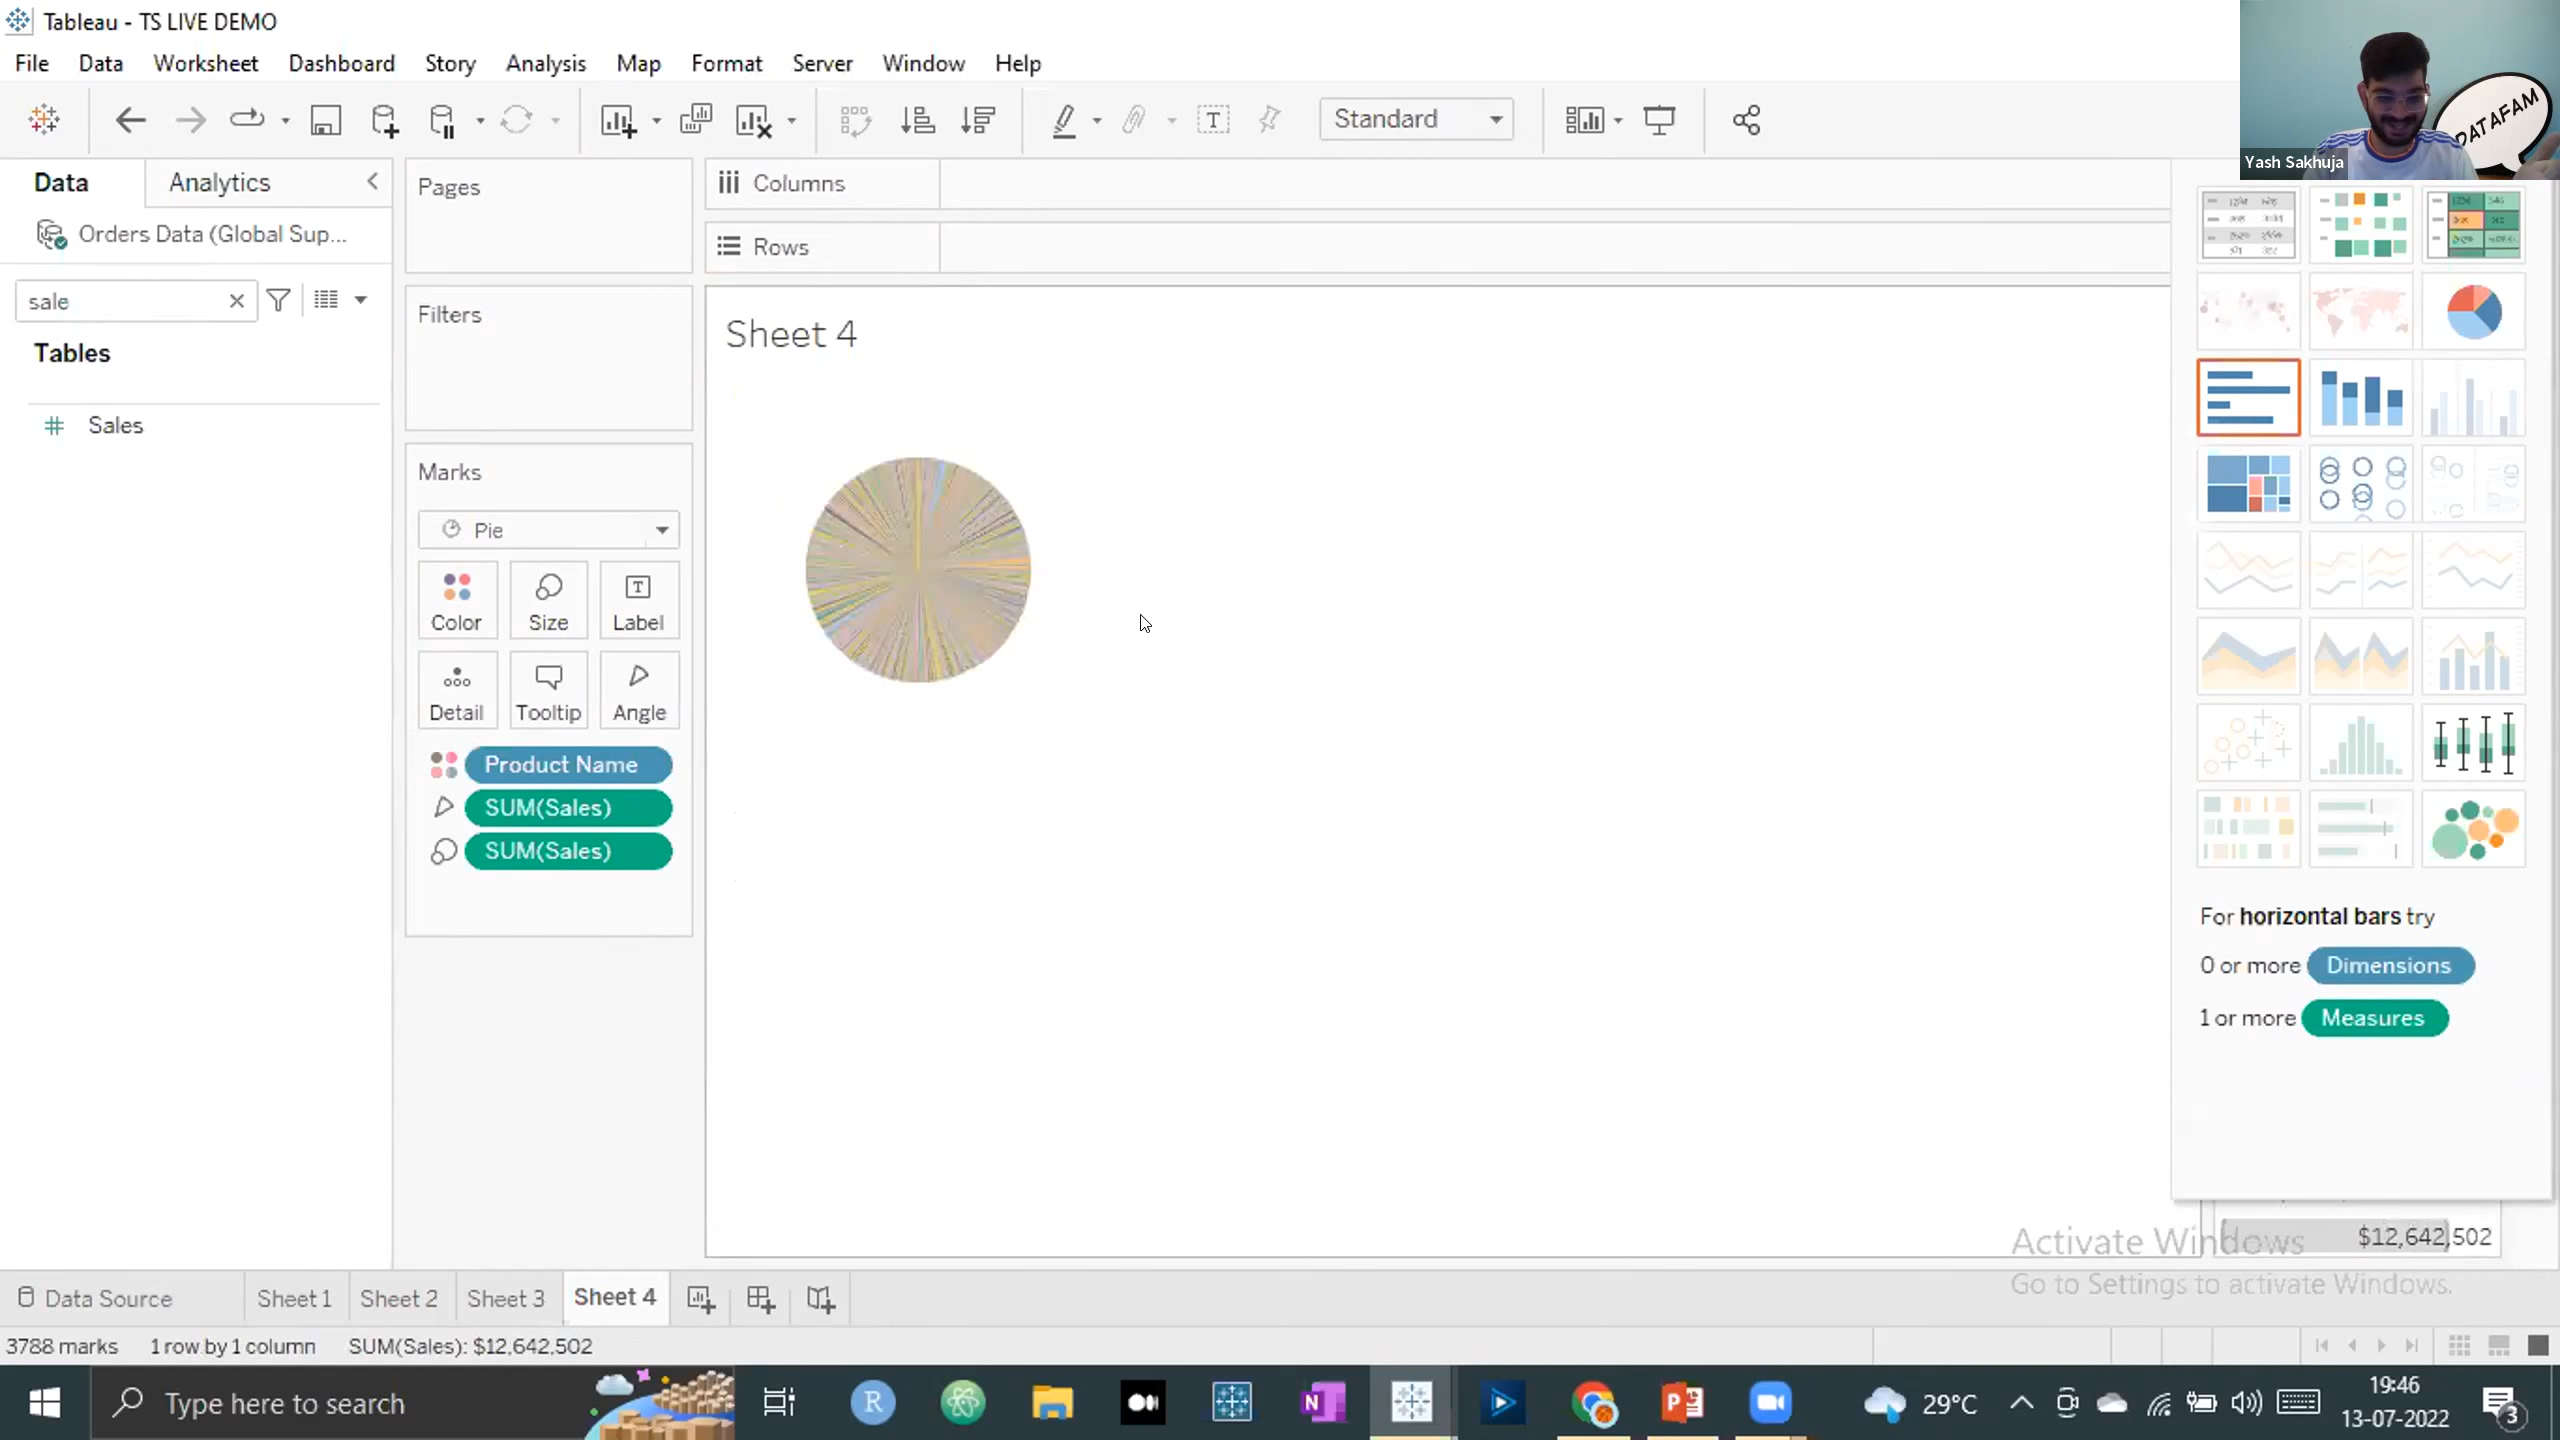 Tableau - TS LIVE DEMO
File Data Worksheet Dashboard Story Analysis Map Format Server Window Help
DATAFAM
Yash Sakhuja
Standard
Data Analytics
Orders Data (Global Sup...
sale
Tables
Sales
Pages
Filters
Marks
Pie
Color Size Label
Detail Tooltip Angle
Product Name
SUM(Sales)
SUM(Sales)
Columns
Rows
Sheet 4
For horizontal bars try
0 or more Dimensions
1 or more Measures
$12,642,502
Activate Windows
Go to Settings to activate Windows.
Data Source Sheet 1 Sheet 2 Sheet 3 Sheet 4
3788 marks 1 row by 1 column SUM(Sales): $12,642,502
Type here to search
29°C
19:46
13-07-2022
3